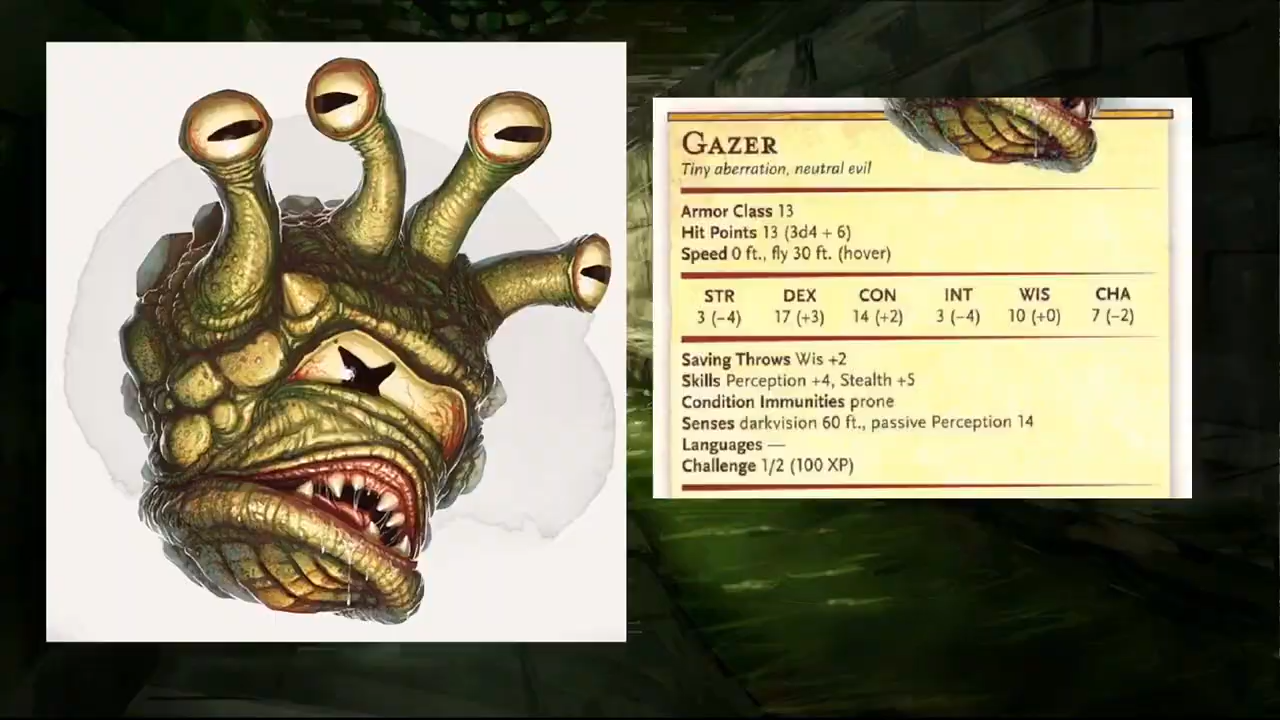 GAZER
Tiny aberration, neutral evil
Armor Class 13
Hit Points 13 (3d4 + 6)
Speed 0 ft., fly 30 ft. (hover)
STR DEX CON INT WIS CHA
3 (−4) 17 (+3) 14 (+2) 3 (−4) 10 (+0) 7 (−2)
Saving Throws Wis +2
Skills Perception +4, Stealth +5
Condition Immunities prone
Senses darkvision 60 ft., passive Perception 14
Languages —
Challenge 1/2 (100 XP)